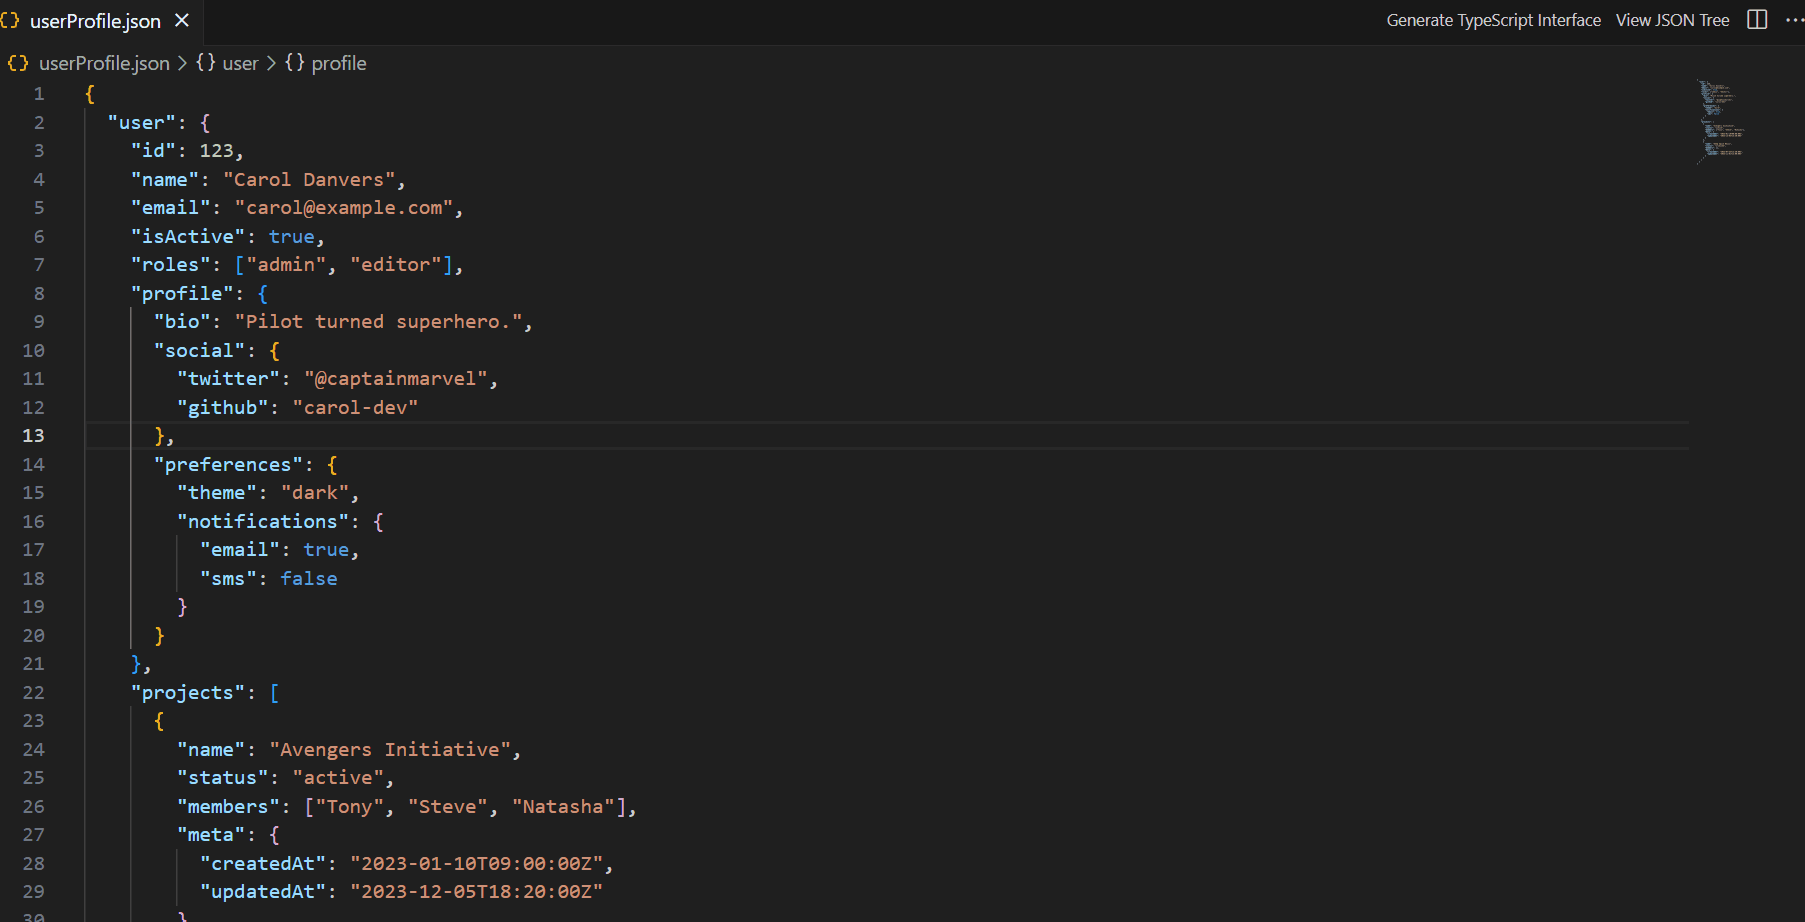 {} userProfile.json ×
Generate TypeScript Interface View JSON Tree
{} userProfile.json > {} user > {} profile
1 {
2 "user": {
3 "id": 123,
4 "name": "Carol Danvers",
5 "email": "carol@example.com",
6 "isActive": true,
7 "roles": ["admin", "editor"],
8 "profile": {
9 "bio": "Pilot turned superhero.",
10 "social": {
11 "twitter": "@captainmarvel",
12 "github": "carol-dev"
13 },
14 "preferences": {
15 "theme": "dark",
16 "notifications": {
17 "email": true,
18 "sms": false
19 }
20 }
21 },
22 "projects": [
23 {
24 "name": "Avengers Initiative",
25 "status": "active",
26 "members": ["Tony", "Steve", "Natasha"],
27 "meta": {
28 "createdAt": "2023-01-10T09:00:00Z",
29 "updatedAt": "2023-12-05T18:20:00Z"
30 }